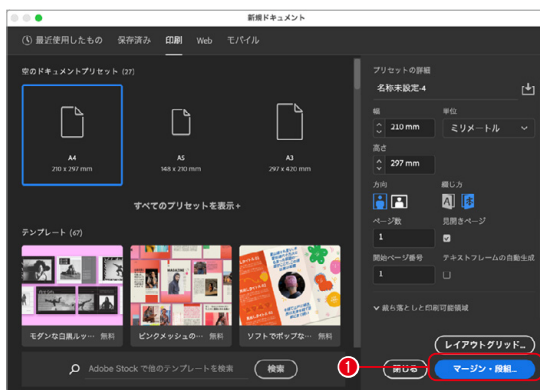 新規ドキュメント
最近使用したもの 保存済み 印刷 Web モバイル
空のドキュメントプリセット (27)
A4
210 x 297 mm
A5
148 x 210 mm
A3
297 x 420 mm
すべてのプリセットを表示+
テンプレート (67)
MAGAZINE
モダンな白黒ルッ… 無料
ピンクメッシュの… 無料
ソフトでポップな… 無料
Adobe Stock で他のテンプレートを検索
検索
プリセットの詳細
名称未設定-4
幅 単位
210 mm ミリメートル
高さ
297 mm
方向 綴じ方
ページ数 見開きページ
1
開始ページ番号 テキストフレームの自動生成
1
裁ち落としと印刷可能領域
レイアウトグリッド...
1 閉じる マージン・段組...